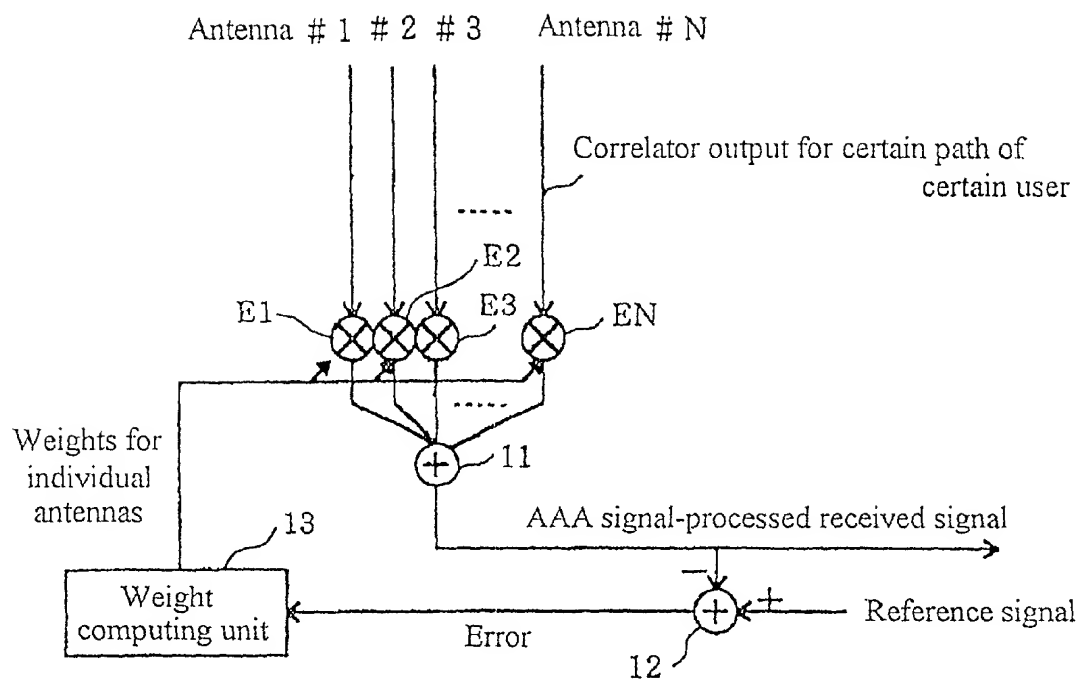 Antenna # 1 # 2 # 3 Antenna # N
Correlator output for certain path of
certain user
E1
E2
E3
EN
Weights for
individual
antennas
11
AAA signal-processed received signal
13
Weight
computing unit
Error
−
+
+
+
Reference signal
12